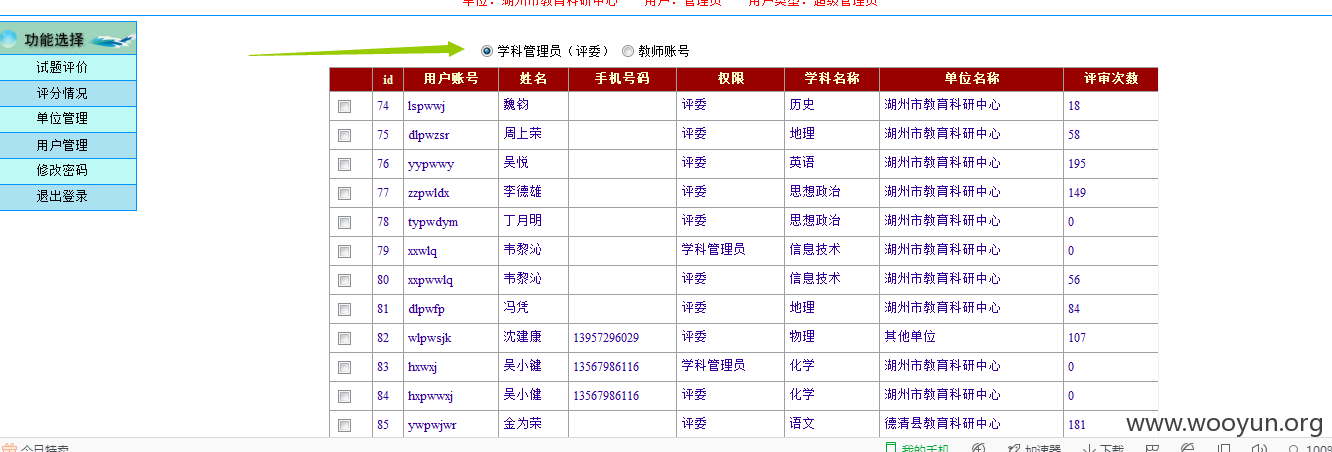 单位：湖州市教育科研中心 用户：管理员 用户类型：超级管理员
功能选择
试题评价
评分情况
单位管理
用户管理
修改密码
退出登录
学科管理员（评委） 教师账号
id 用户账号 姓名 手机号码 权限 学科名称 单位名称 评审次数
74 lspwwj 魏钧 评委 历史 湖州市教育科研中心 18
75 dlpwzsr 周上荣 评委 地理 湖州市教育科研中心 58
76 yypwwy 吴悦 评委 英语 湖州市教育科研中心 195
77 zzpwldx 李德雄 评委 思想政治 湖州市教育科研中心 149
78 typwdym 丁月明 评委 思想政治 湖州市教育科研中心 0
79 xxwlq 韦黎沁 学科管理员 信息技术 湖州市教育科研中心 0
80 xxpwwlq 韦黎沁 评委 信息技术 湖州市教育科研中心 56
81 dlpwfp 冯凭 评委 地理 湖州市教育科研中心 84
82 wlpwsjk 沈建康 13957296029 评委 物理 其他单位 107
83 hxwxj 吴小健 13567986116 学科管理员 化学 湖州市教育科研中心 0
84 hxpwwxj 吴小健 13567986116 评委 化学 湖州市教育科研中心 0
85 ywpwjwr 金为荣 评委 语文 德清县教育科研中心 181
www.wooyun.org
今日特卖 我的手机 加速器 下载 100%